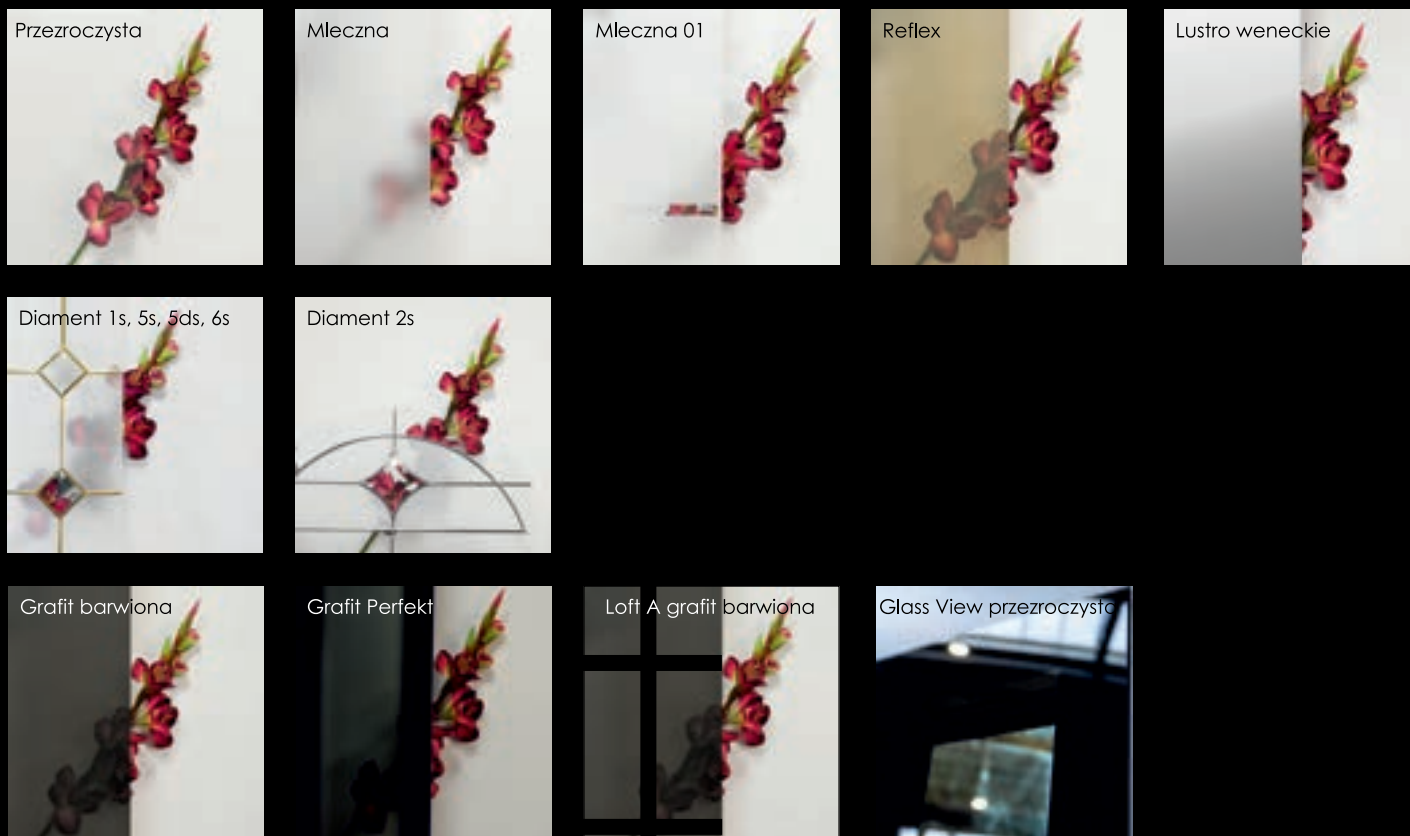 Przezroczysta
Mleczna
Mleczna 01
Reflex
Lustro weneckie
Diament 1s, 5s, 5ds, 6s
Diament 2s
Grafit barwiona
Grafit Perfekt
Loft A grafit barwiona
Glass View przezroczysta